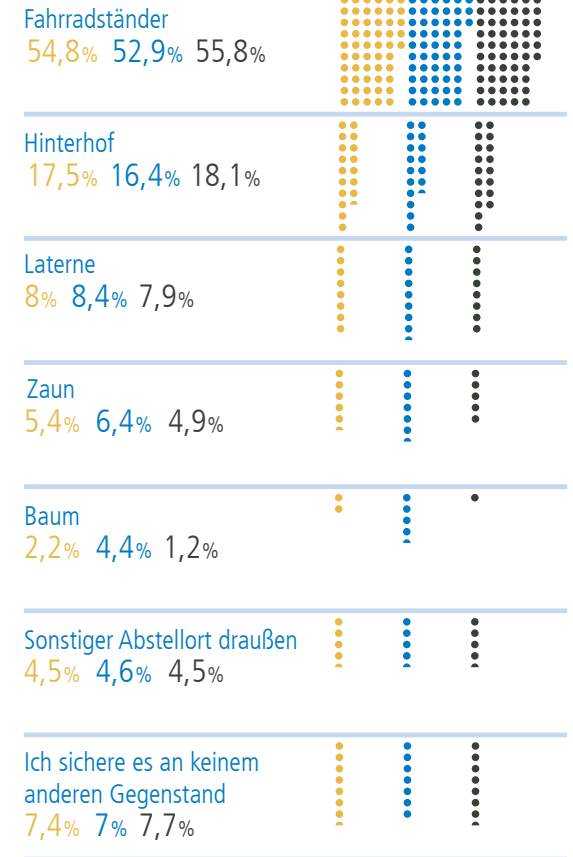 Fahrradständer
54,8% 52,9% 55,8%
Hinterhof
17,5% 16,4% 18,1%
Laterne
8% 8,4% 7,9%
Zaun
5,4% 6,4% 4,9%
Baum
2,2% 4,4% 1,2%
Sonstiger Abstellort draußen
4,5% 4,6% 4,5%
Ich sichere es an keinem
anderen Gegenstand
7,4% 7% 7,7%